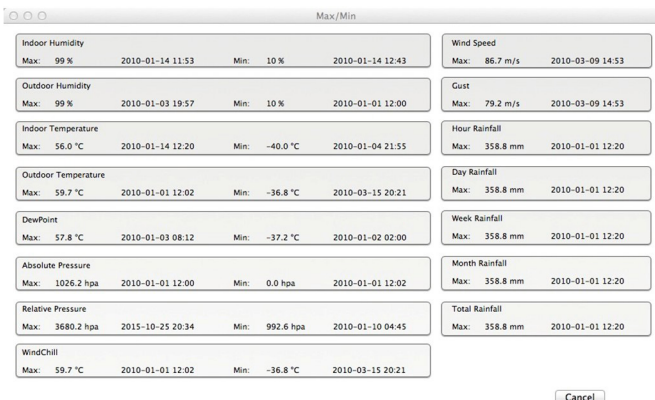 Max/Min
Indoor Humidity
Max: 99 % 2010-01-14 11:53 Min: 10 % 2010-01-14 12:43
Outdoor Humidity
Max: 99 % 2010-01-03 19:57 Min: 10 % 2010-01-01 12:00
Indoor Temperature
Max: 56.0 °C 2010-01-14 12:20 Min: -40.0 °C 2010-01-04 21:55
Outdoor Temperature
Max: 59.7 °C 2010-01-01 12:02 Min: -36.8 °C 2010-03-15 20:21
DewPoint
Max: 57.8 °C 2010-01-03 08:12 Min: -37.2 °C 2010-01-02 02:00
Absolute Pressure
Max: 1026.2 hpa 2010-01-01 12:00 Min: 0.0 hpa 2010-01-01 12:02
Relative Pressure
Max: 3680.2 hpa 2015-10-25 20:34 Min: 992.6 hpa 2010-01-10 04:45
WindChill
Max: 59.7 °C 2010-01-01 12:02 Min: -36.8 °C 2010-03-15 20:21
Wind Speed
Max: 86.7 m/s 2010-03-09 14:53
Gust
Max: 79.2 m/s 2010-03-09 14:53
Hour Rainfall
Max: 358.8 mm 2010-01-01 12:20
Day Rainfall
Max: 358.8 mm 2010-01-01 12:20
Week Rainfall
Max: 358.8 mm 2010-01-01 12:20
Month Rainfall
Max: 358.8 mm 2010-01-01 12:20
Total Rainfall
Max: 358.8 mm 2010-01-01 12:20
Cancel